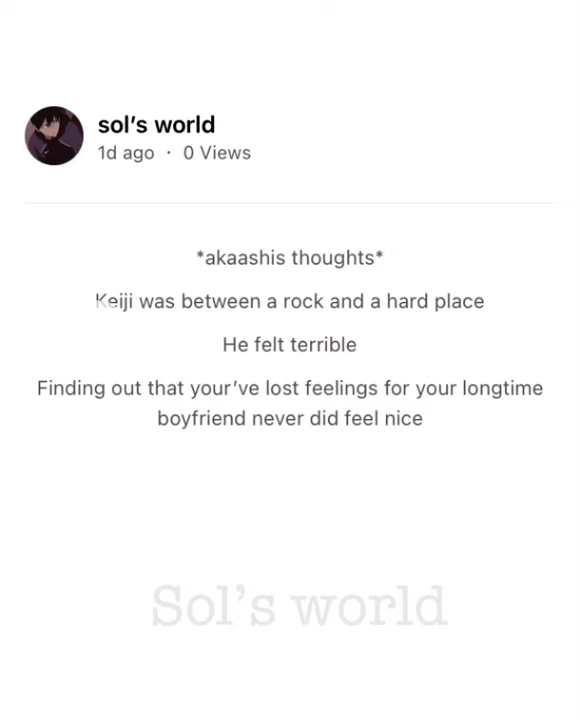 sol's world
1d ago · 0 Views
*akaashis thoughts*
Keiji was between a rock and a hard place
He felt terrible
Finding out that your've lost feelings for your longtime
boyfriend never did feel nice
Sol's world